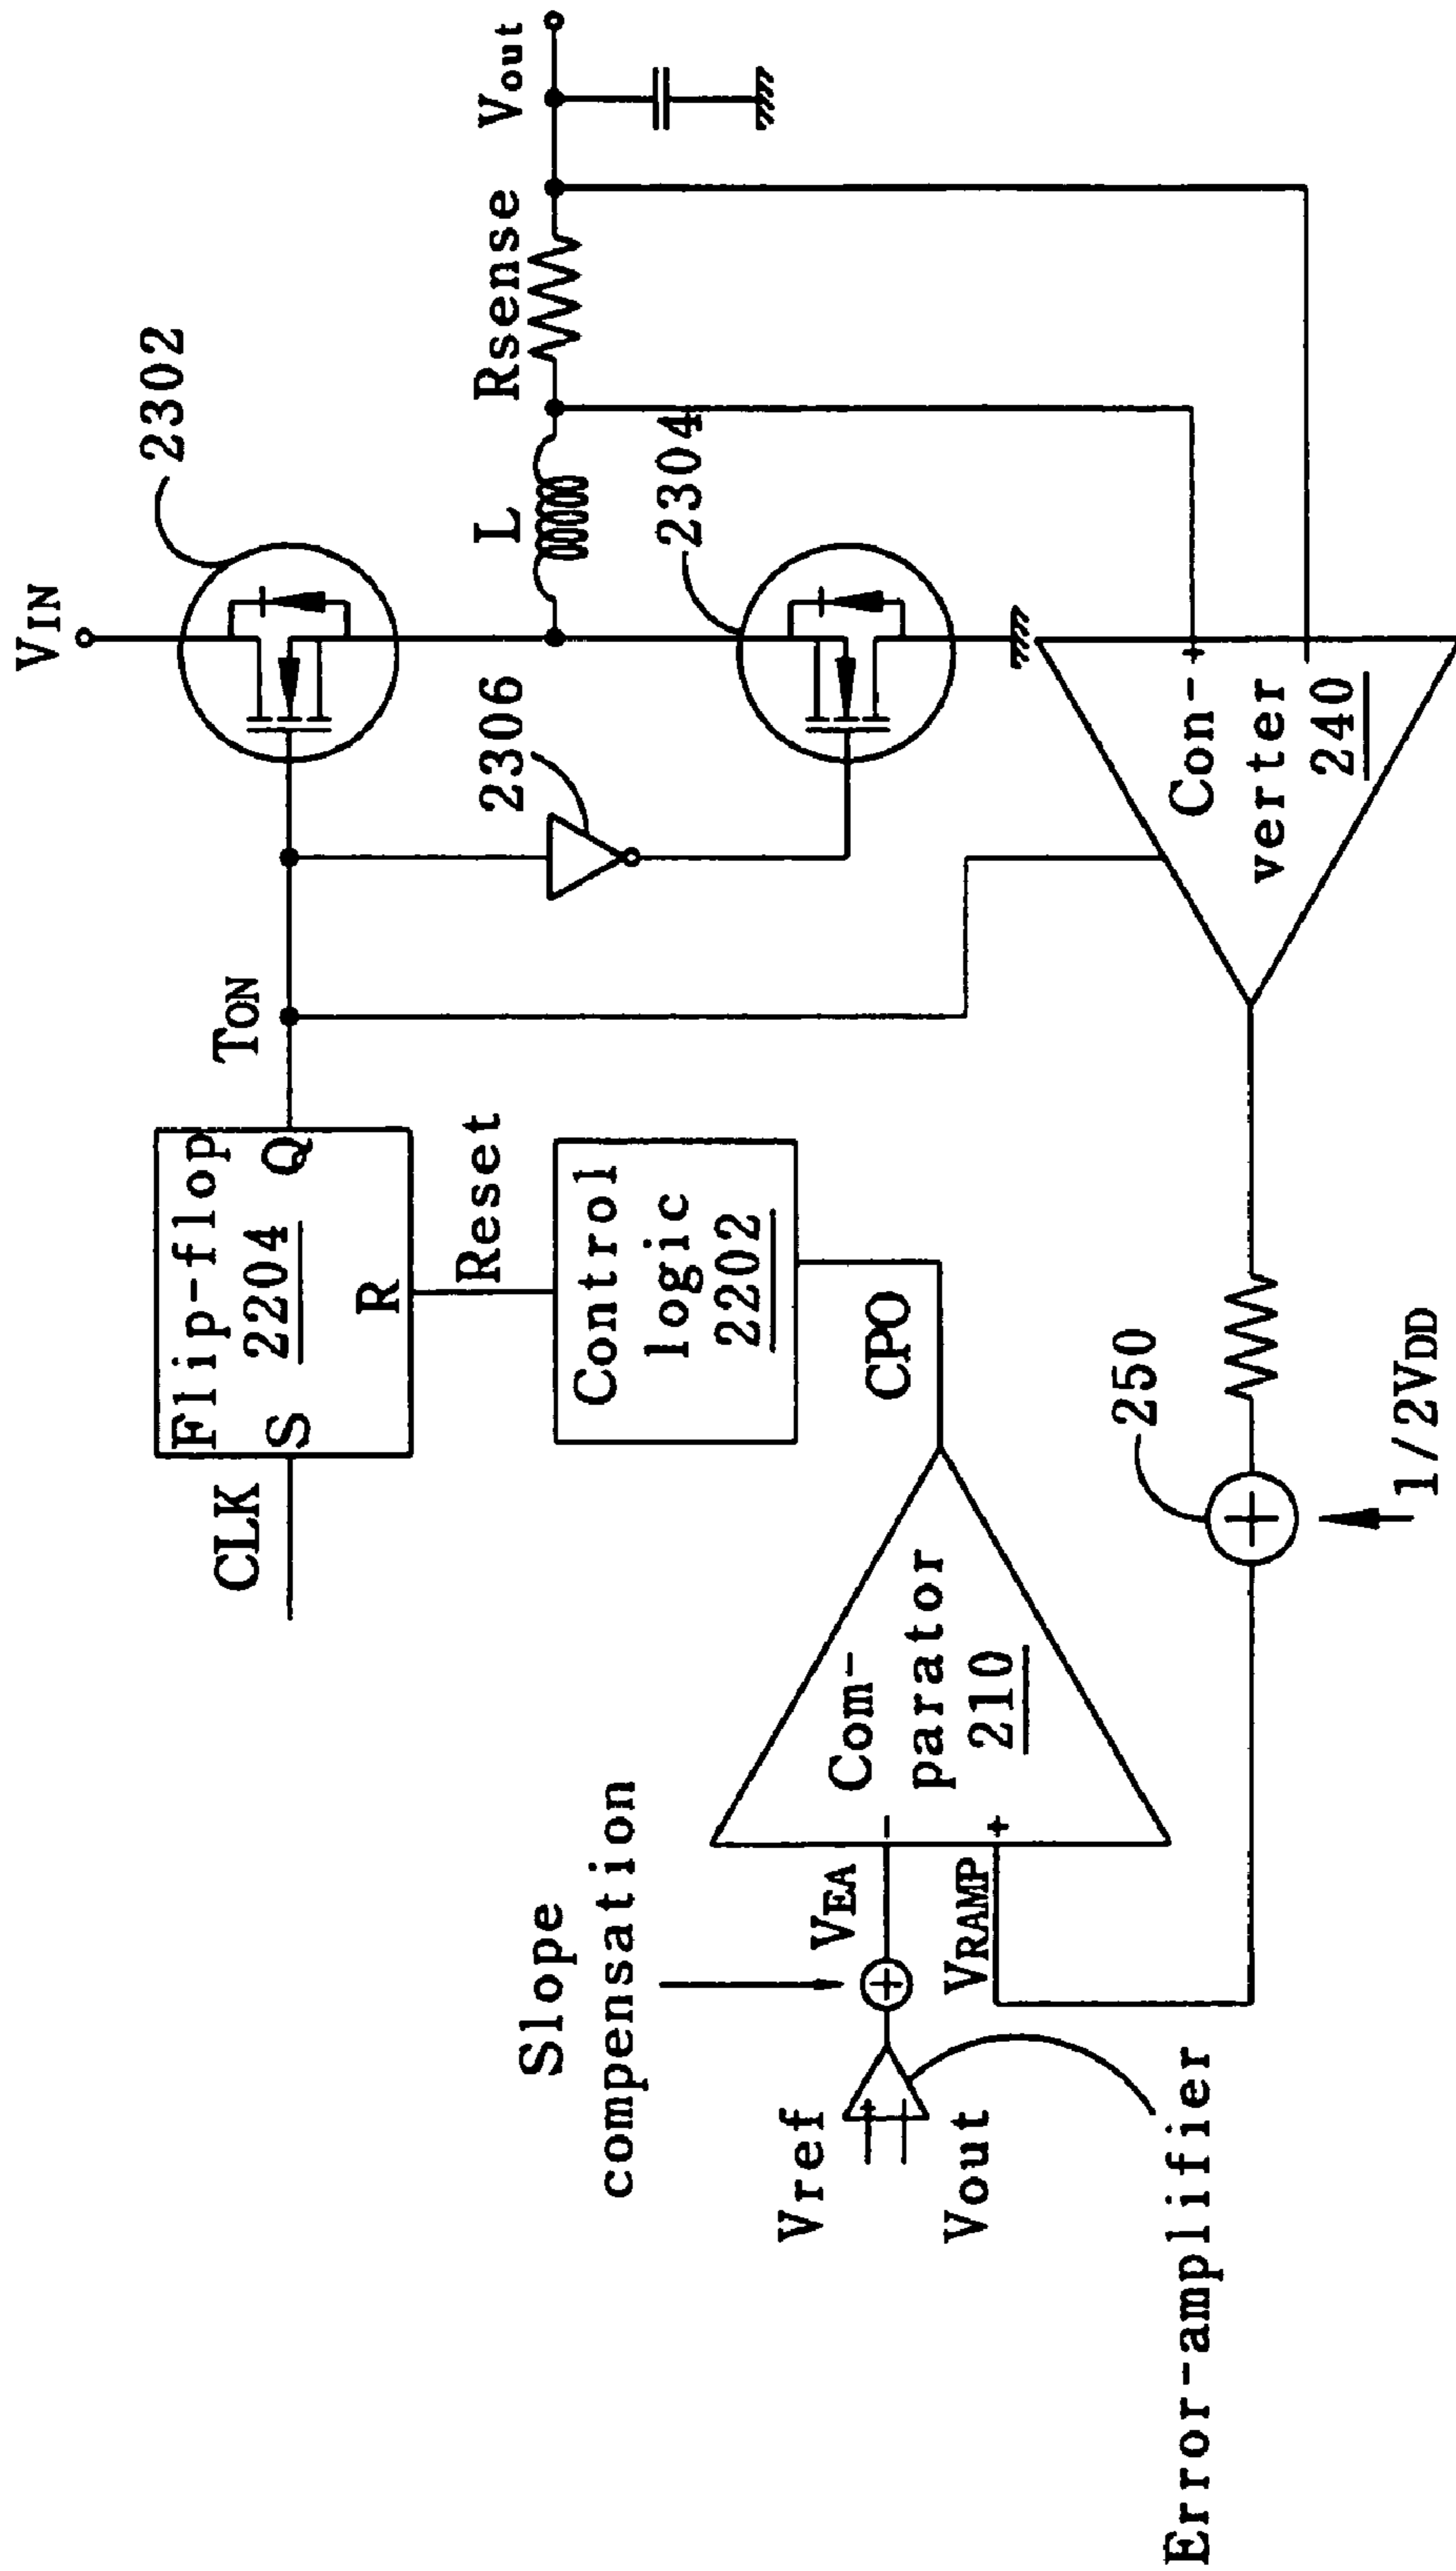 CLK
Flip-flop
S
Q
2204
R
TON
Reset
Control
logic
2202
CPO
VIN
2302
2306
2304
L
Rsense
Vout
Slope
compensation
VEA
VRAMP
Vref
Vout
Error-amplifier
−
+
Com-
parator
210
250
+
+
1/2VDD
+
Con-
verter
240